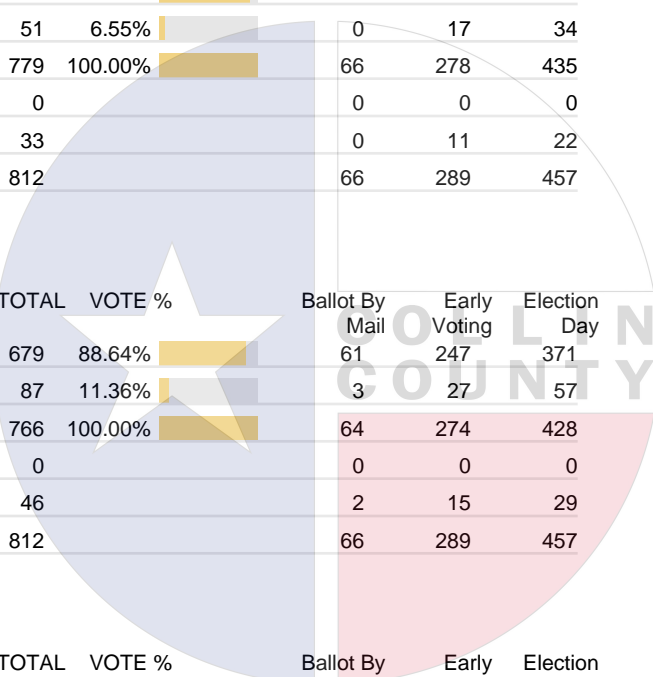 51 6.55% 0 17 34
779 100.00% 66 278 435
0 0 0 0
33 0 11 22
812 66 289 457
TOTAL VOTE % Ballot By Early Election
Mail Voting Day
COLLIN
679 88.64% 61 247 371
87 11.36% 3 27 57
COUNTY
766 100.00% 64 274 428
0 0 0 0
46 2 15 29
812 66 289 457
TOTAL VOTE % Ballot By Early Election